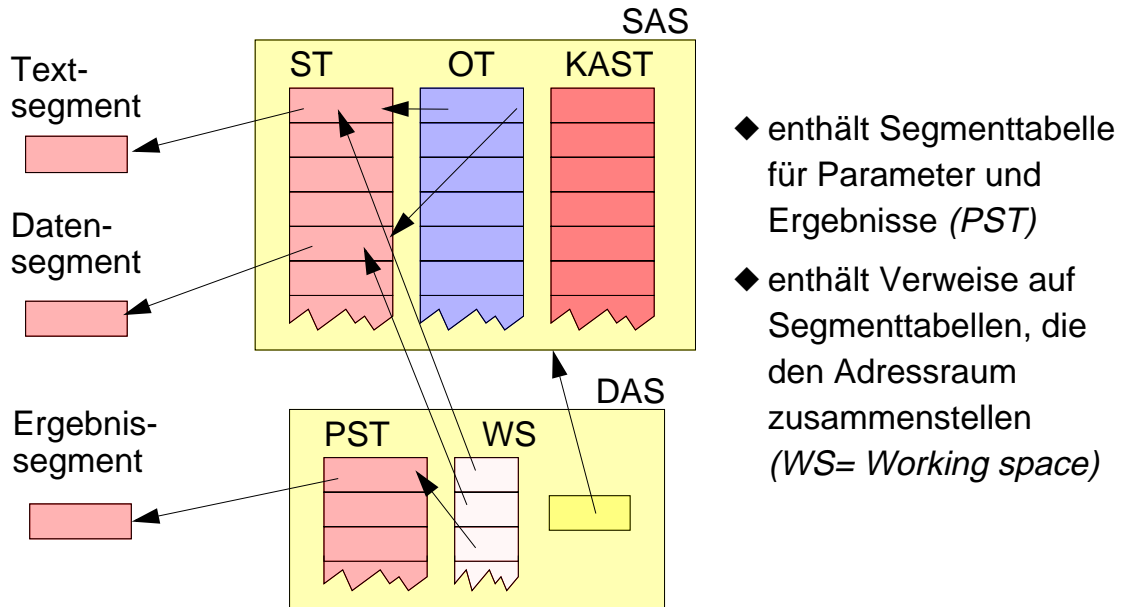 SAS
ST OT KAST
Text-
segment
Daten-
segment
DAS
PST WS
Ergebnis-
segment
◆ enthält Segmenttabelle
für Parameter und
Ergebnisse (PST)
◆ enthält Verweise auf
Segmenttabellen, die
den Adressraum
zusammenstellen
(WS= Working space)